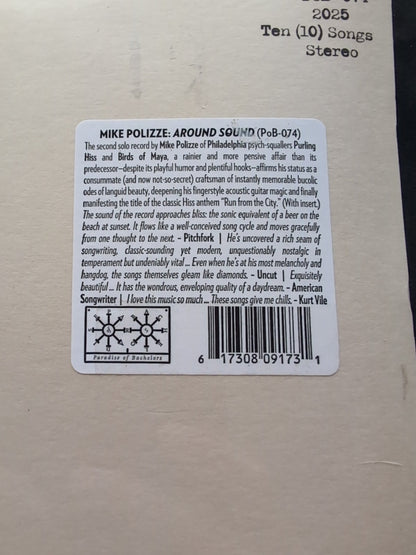 PoB-074
2025
Ten (10) Songs
Stereo
MIKE POLIZZE: AROUND SOUND (PoB-074)
The second solo record by Mike Polizze of Philadelphia psych-squallers Purling
Hiss and Birds of Maya, a rainier and more pensive affair than its
predecessor–despite its playful humor and plentiful hooks–affirms his status as a
consummate (and now not-so-secret) craftsman of instantly memorable bucolic
odes of languid beauty, deepening his fingerstyle acoustic guitar magic and finally
manifesting the title of the classic Hiss anthem "Run from the City." (With insert.)
The sound of the record approaches bliss: the sonic equivalent of a beer on the
beach at sunset. It flows like a well-conceived song cycle and moves gracefully
from one thought to the next. – Pitchfork | He's uncovered a rich seam of
songwriting, classic-sounding yet modern, unquestionably nostalgic in
temperament but undeniably vital ... Even when he's at his most melancholy and
hangdog, the songs themselves gleam like diamonds. – Uncut | Exquisitely
beautiful ... It has the wonderful, enveloping quality of a daydream. – American
Songwriter | I love this music so much ... These songs give me chills. – Kurt Vile
Paradise of Bachelors
6 17308 09173 1